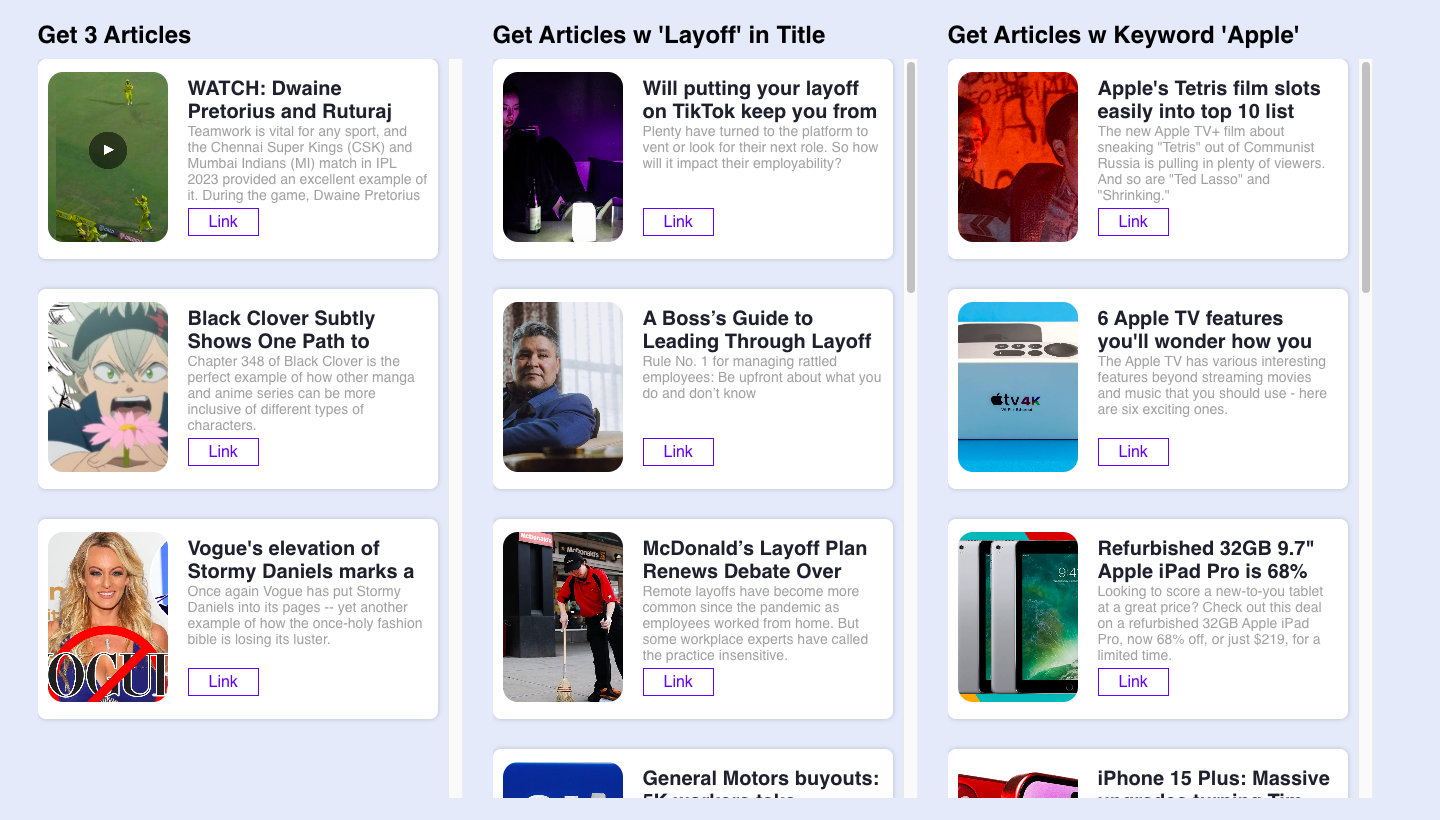 Get 3 Articles
WATCH: Dwaine
Pretorius and Ruturaj
Teamwork is vital for any sport, and
the Chennai Super Kings (CSK) and
Mumbai Indians (MI) match in IPL
2023 provided an excellent example of
it. During the game, Dwaine Pretorius
Link
Black Clover Subtly
Shows One Path to
Chapter 348 of Black Clover is the
perfect example of how other manga
and anime series can be more
inclusive of different types of
characters.
Link
Vogue's elevation of
Stormy Daniels marks a
Once again Vogue has put Stormy
Daniels into its pages -- yet another
example of how the once-holy fashion
bible is losing its luster.
Link
Get Articles w 'Layoff' in Title
Will putting your layoff
on TikTok keep you from
Plenty have turned to the platform to
vent or look for their next role. So how
will it impact their employability?
Link
A Boss’s Guide to
Leading Through Layoff
Rule No. 1 for managing rattled
employees: Be upfront about what you
do and don’t know
Link
McDonald's
McDonald's
McDonald’s Layoff Plan
Renews Debate Over
Remote layoffs have become more
common since the pandemic as
employees worked from home. But
some workplace experts have called
the practice insensitive.
Link
General Motors buyouts:
5K workers take
Get Articles w Keyword 'Apple'
Apple's Tetris film slots
easily into top 10 list
The new Apple TV+ film about
sneaking "Tetris" out of Communist
Russia is pulling in plenty of viewers.
And so are "Ted Lasso" and
"Shrinking."
Link
tv 4K
6 Apple TV features
you'll wonder how you
The Apple TV has various interesting
features beyond streaming movies
and music that you should use - here
are six exciting ones.
Link
9:41
Refurbished 32GB 9.7"
Apple iPad Pro is 68%
Looking to score a new-to-you tablet
at a great price? Check out this deal
on a refurbished 32GB Apple iPad
Pro, now 68% off, or just $219, for a
limited time.
Link
iPhone 15 Plus: Massive
upgrades turning Tim